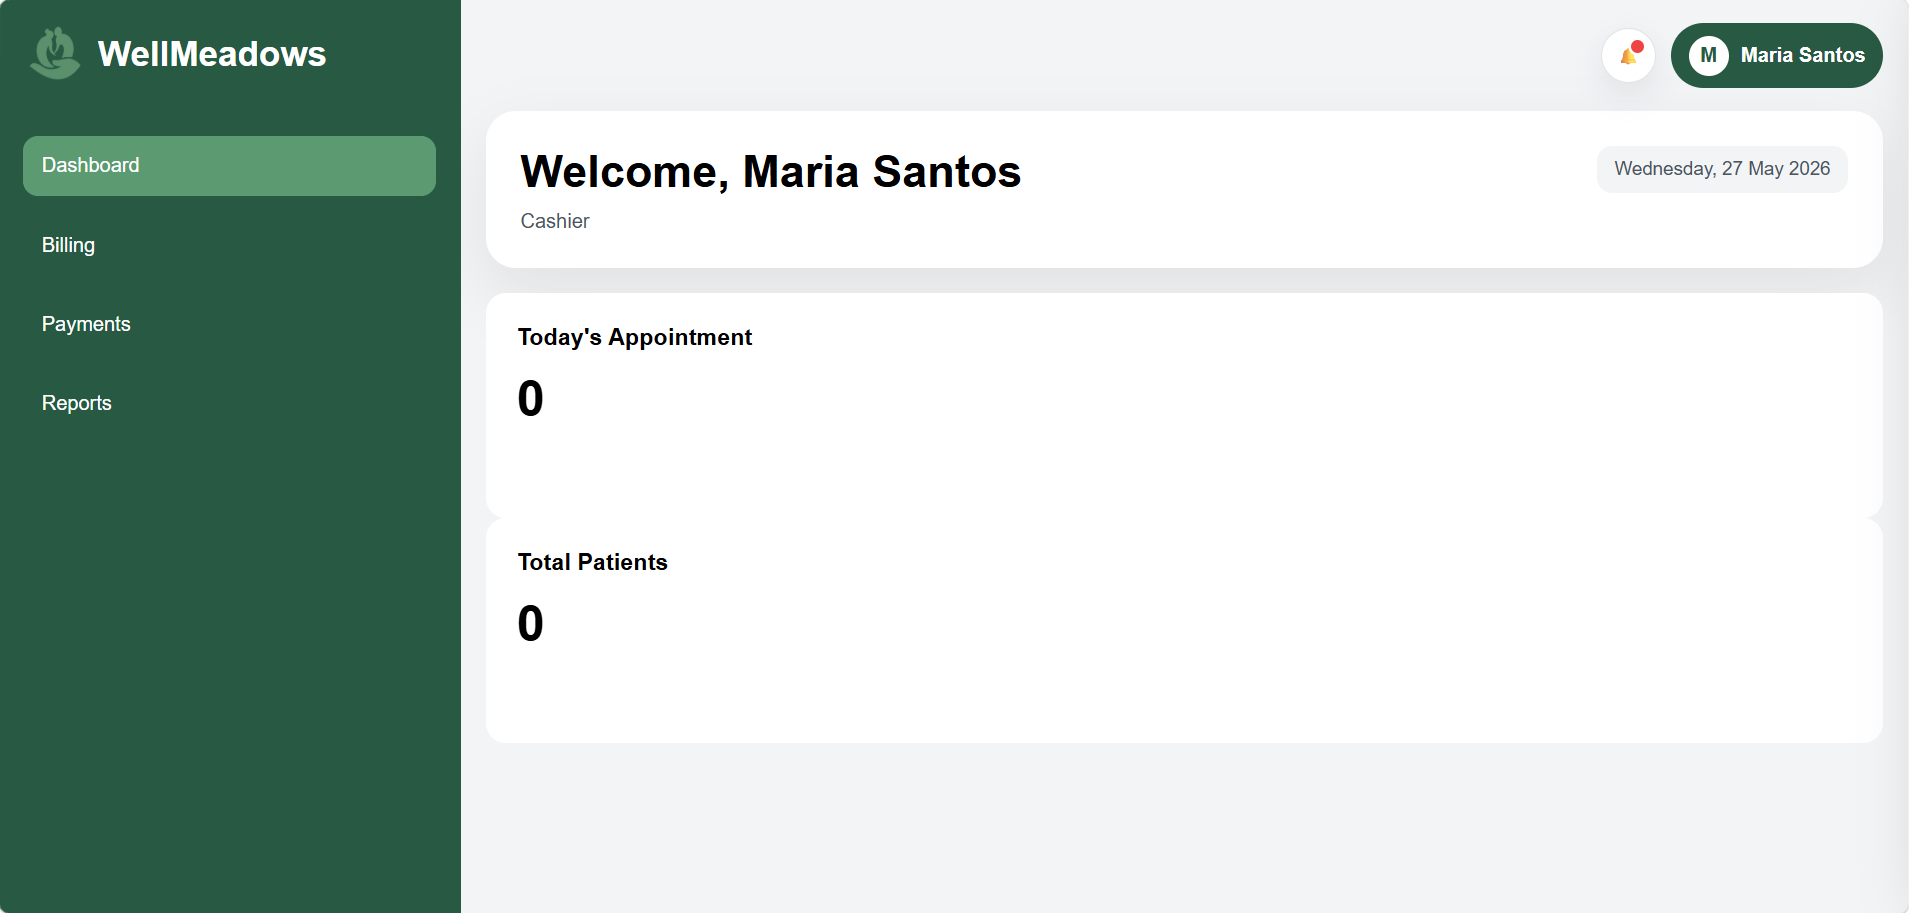 WellMeadows
Dashboard
Billing
Payments
Reports
M Maria Santos
Welcome, Maria Santos
Cashier
Wednesday, 27 May 2026
Today's Appointment
0
Total Patients
0